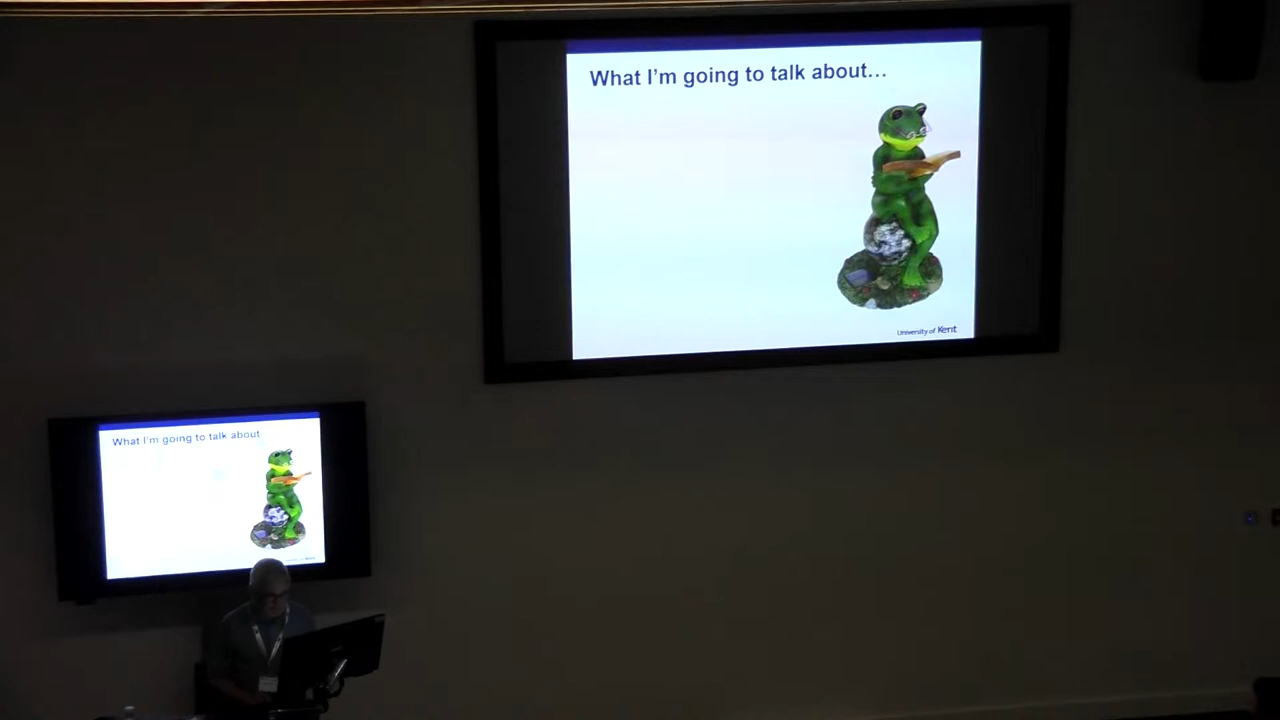 What I'm going to talk about…
University of Kent
What I'm going to talk about